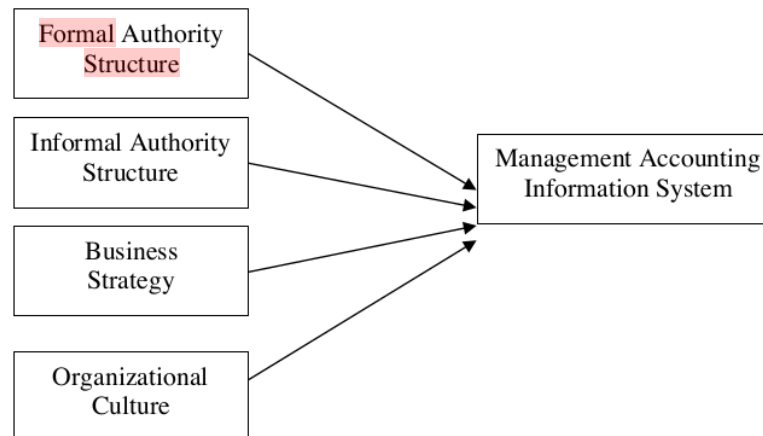 Formal Authority
Structure
Informal Authority
Structure
Management Accounting
Information System
Business
Strategy
Organizational
Culture